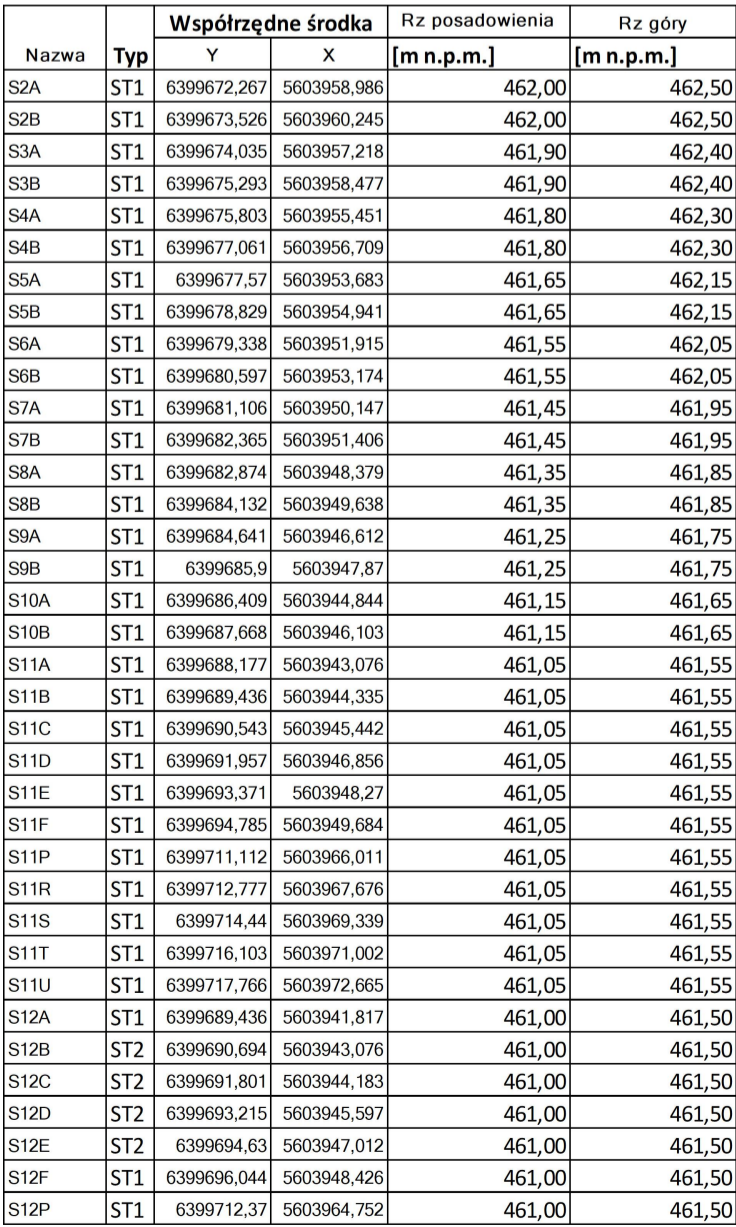 Współrzędne środka Rz posadowienia Rz góry
Nazwa Typ Y X [m n.p.m.] [m n.p.m.]
S2A ST1 6399672,267 5603958,986 462,00 462,50
S2B ST1 6399673,526 5603960,245 462,00 462,50
S3A ST1 6399674,035 5603957,218 461,90 462,40
S3B ST1 6399675,293 5603958,477 461,90 462,40
S4A ST1 6399675,803 5603955,451 461,80 462,30
S4B ST1 6399677,061 5603956,709 461,80 462,30
S5A ST1 6399677,57 5603953,683 461,65 462,15
S5B ST1 6399678,829 5603954,941 461,65 462,15
S6A ST1 6399679,338 5603951,915 461,55 462,05
S6B ST1 6399680,597 5603953,174 461,55 462,05
S7A ST1 6399681,106 5603950,147 461,45 461,95
S7B ST1 6399682,365 5603951,406 461,45 461,95
S8A ST1 6399682,874 5603948,379 461,35 461,85
S8B ST1 6399684,132 5603949,638 461,35 461,85
S9A ST1 6399684,641 5603946,612 461,25 461,75
S9B ST1 6399685,9 5603947,87 461,25 461,75
S10A ST1 6399686,409 5603944,844 461,15 461,65
S10B ST1 6399687,668 5603946,103 461,15 461,65
S11A ST1 6399688,177 5603943,076 461,05 461,55
S11B ST1 6399689,436 5603944,335 461,05 461,55
S11C ST1 6399690,543 5603945,442 461,05 461,55
S11D ST1 6399691,957 5603946,856 461,05 461,55
S11E ST1 6399693,371 5603948,27 461,05 461,55
S11F ST1 6399694,785 5603949,684 461,05 461,55
S11P ST1 6399711,112 5603966,011 461,05 461,55
S11R ST1 6399712,777 5603967,676 461,05 461,55
S11S ST1 6399714,44 5603969,339 461,05 461,55
S11T ST1 6399716,103 5603971,002 461,05 461,55
S11U ST1 6399717,766 5603972,665 461,05 461,55
S12A ST1 6399689,436 5603941,817 461,00 461,50
S12B ST2 6399690,694 5603943,076 461,00 461,50
S12C ST2 6399691,801 5603944,183 461,00 461,50
S12D ST2 6399693,215 5603945,597 461,00 461,50
S12E ST2 6399694,63 5603947,012 461,00 461,50
S12F ST1 6399696,044 5603948,426 461,00 461,50
S12P ST1 6399712,37 5603964,752 461,00 461,50